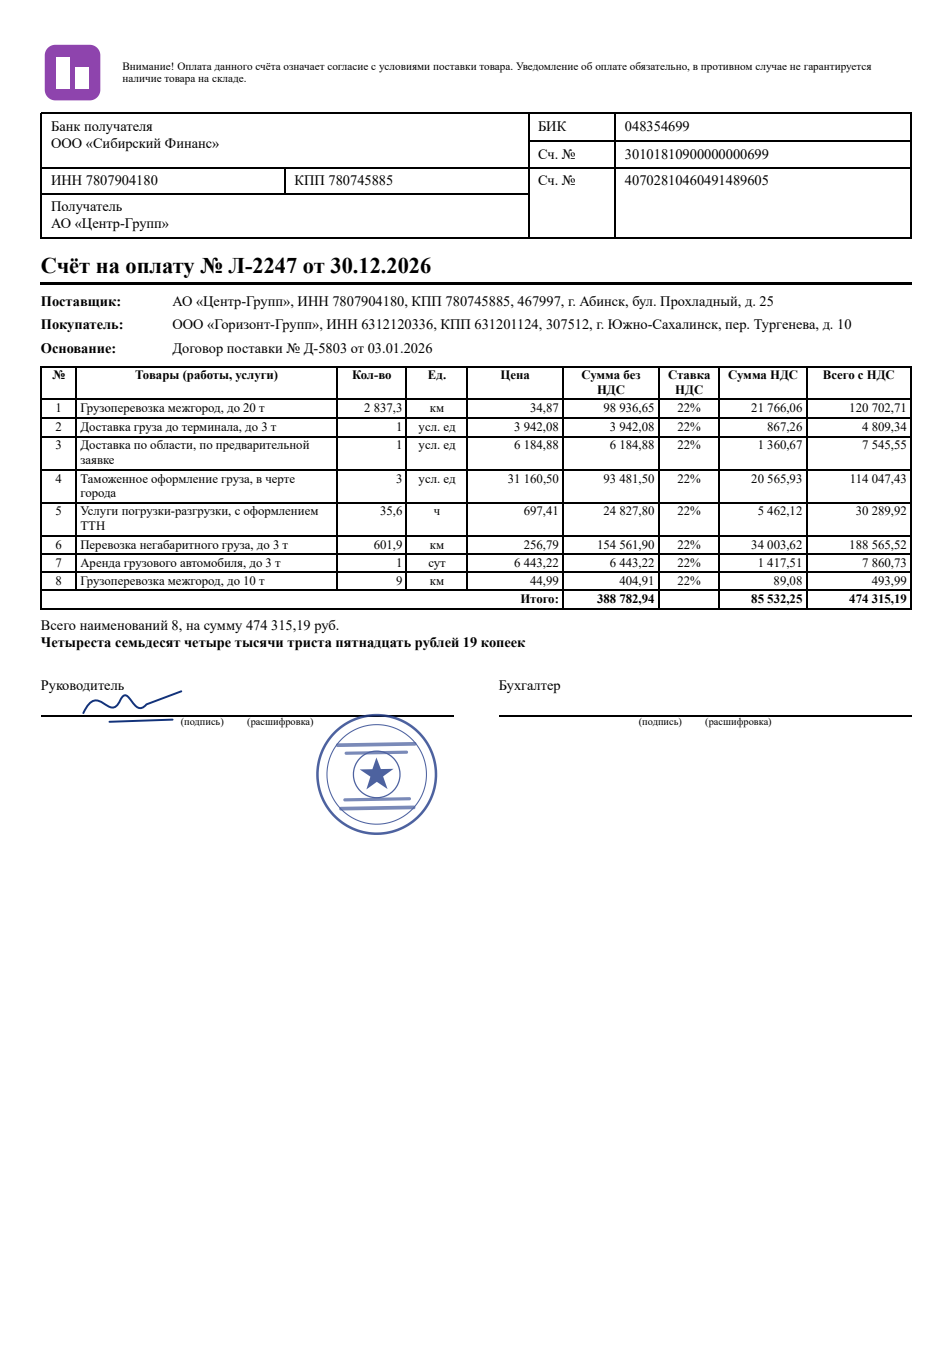 Внимание! Оплата данного счёта означает согласие с условиями поставки товара. Уведомление об оплате обязательно, в противном случае не гарантируется
наличие товара на складе.
Банк получателя
ООО «Сибирский Финанс»
БИК 048354699
Сч. № 30101810900000000699
ИНН 7807904180 КПП 780745885 Сч. № 40702810460491489605
Получатель
АО «Центр-Групп»
Счёт на оплату № Л-2247 от 30.12.2026
Поставщик: АО «Центр-Групп», ИНН 7807904180, КПП 780745885, 467997, г. Абинск, бул. Прохладный, д. 25
Покупатель: ООО «Горизонт-Групп», ИНН 6312120336, КПП 631201124, 307512, г. Южно-Сахалинск, пер. Тургенева, д. 10
Основание: Договор поставки № Д-5803 от 03.01.2026
№ Товары (работы, услуги) Кол-во Ед. Цена Сумма без НДС Ставка НДС Сумма НДС Всего с НДС
1 Грузоперевозка межгород, до 20 т 2 837,3 км 34,87 98 936,65 22% 21 766,06 120 702,71
2 Доставка груза до терминала, до 3 т 1 усл. ед 3 942,08 3 942,08 22% 867,26 4 809,34
3 Доставка по области, по предварительной заявке 1 усл. ед 6 184,88 6 184,88 22% 1 360,67 7 545,55
4 Таможенное оформление груза, в черте города 3 усл. ед 31 160,50 93 481,50 22% 20 565,93 114 047,43
5 Услуги погрузки-разгрузки, с оформлением ТТН 35,6 ч 697,41 24 827,80 22% 5 462,12 30 289,92
6 Перевозка негабаритного груза, до 3 т 601,9 км 256,79 154 561,90 22% 34 003,62 188 565,52
7 Аренда грузового автомобиля, до 3 т 1 сут 6 443,22 6 443,22 22% 1 417,51 7 860,73
8 Грузоперевозка межгород, до 10 т 9 км 44,99 404,91 22% 89,08 493,99
Итого: 388 782,94 85 532,25 474 315,19
Всего наименований 8, на сумму 474 315,19 руб.
Четыреста семьдесят четыре тысячи триста пятнадцать рублей 19 копеек
Руководитель Бухгалтер
(подпись) (расшифровка) (подпись) (расшифровка)